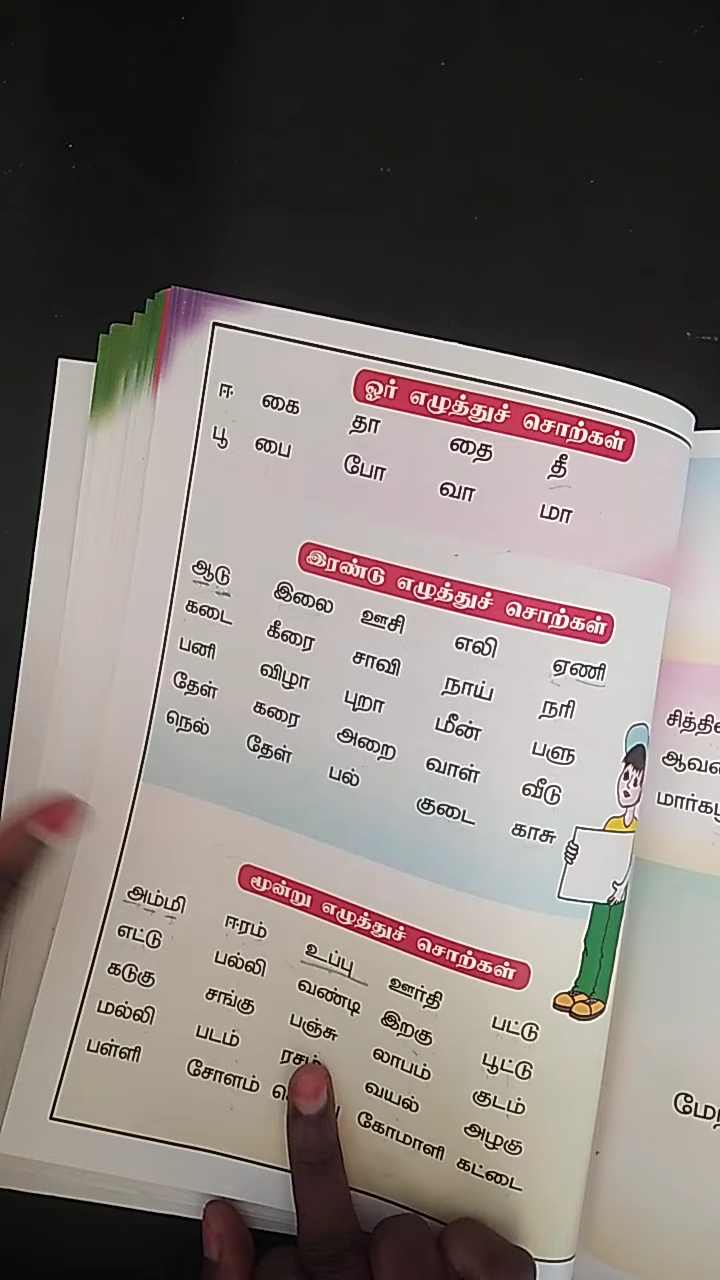 ஓர் எழுத்துச் சொற்கள்
ஈ கை தா தை தீ
பூ பை போ வா மா
இரண்டு எழுத்துச் சொற்கள்
ஆடு இலை ஊசி எலி ஏணி
கடை கீரை சாவி நாய் நரி
பனி விழா புறா மீன் பளு
தேள் கரை அறை வாள் வீடு
நெல் தேள் பல் குடை காசு
மூன்று எழுத்துச் சொற்கள்
அம்மி ஈரம் உப்பு ஊர்தி பட்டு
எட்டு பல்லி வண்டி இறகு பூட்டு
கடுகு சங்கு பஞ்சு லாபம் குடம்
மல்லி படம் ரசம் வயல் அழகு
பள்ளி சோளம் கோமாளி கட்டை